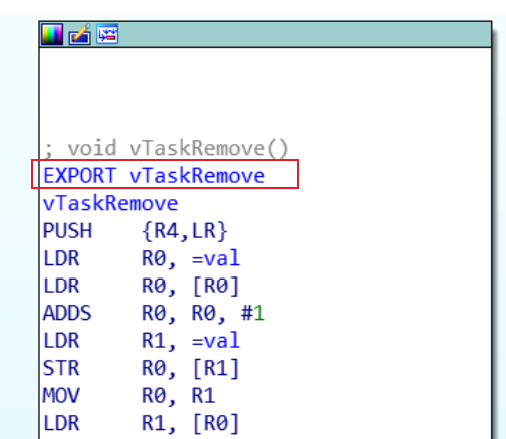 ; void vTaskRemove()
EXPORT vTaskRemove
vTaskRemove
PUSH {R4,LR}
LDR R0, =val
LDR R0, [R0]
ADDS R0, R0, #1
LDR R1, =val
STR R0, [R1]
MOV R0, R1
LDR R1, [R0]